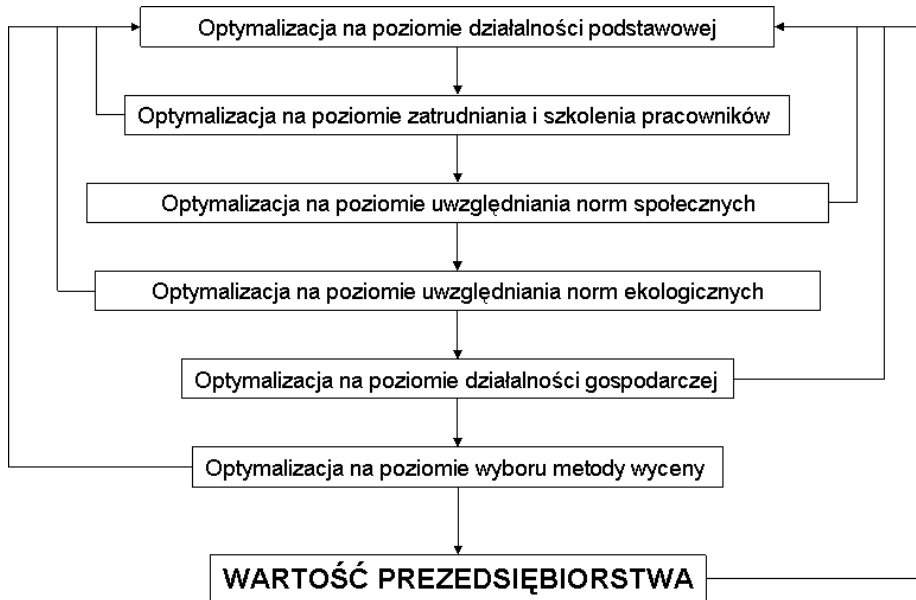 Optymalizacja na poziomie działalności podstawowej
Optymalizacja na poziomie zatrudniania i szkolenia pracowników
Optymalizacja na poziomie uwzględniania norm społecznych
Optymalizacja na poziomie uwzględniania norm ekologicznych
Optymalizacja na poziomie działalności gospodarczej
Optymalizacja na poziomie wyboru metody wyceny
WARTOŚĆ PREZEDSIĘBIORSTWA